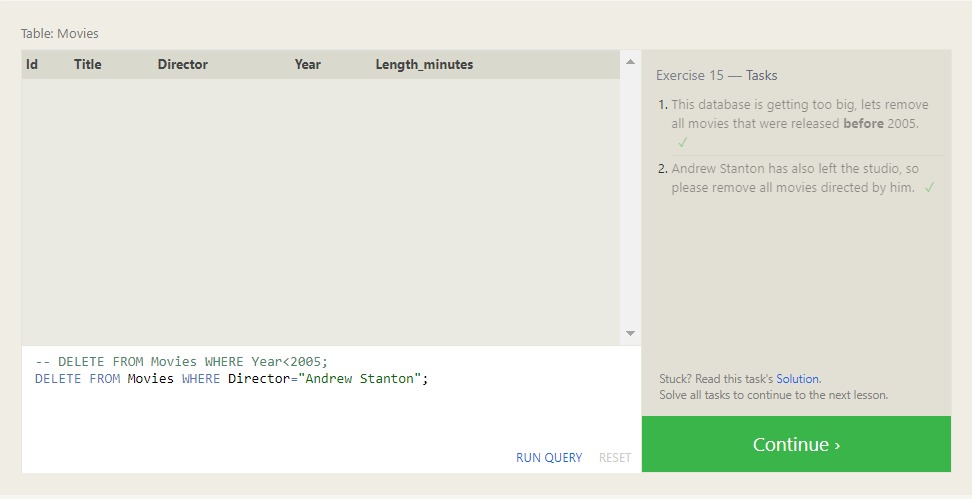 Table: Movies
Id Title Director Year Length_minutes
-- DELETE FROM Movies WHERE Year<2005;
DELETE FROM Movies WHERE Director="Andrew Stanton";
RUN QUERY RESET
Exercise 15 — Tasks
1. This database is getting too big, lets remove
all movies that were released before 2005.
✓
2. Andrew Stanton has also left the studio, so
please remove all movies directed by him. ✓
Stuck? Read this task's Solution.
Solve all tasks to continue to the next lesson.
Continue ›